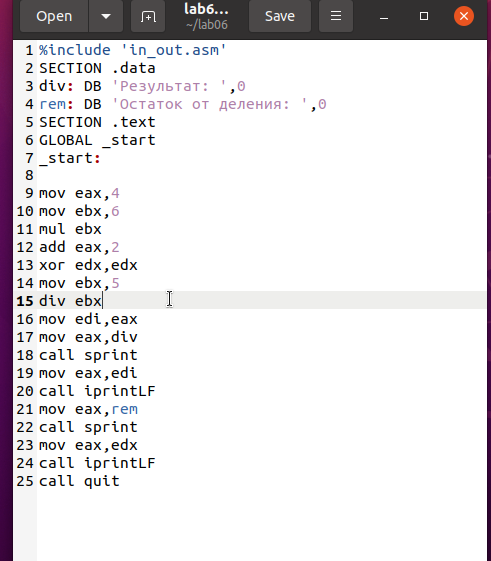 Open
lab6...
~/lab06
Save
1 %include 'in_out.asm'
2 SECTION .data
3 div: DB 'Результат: ',0
4 rem: DB 'Остаток от деления: ',0
5 SECTION .text
6 GLOBAL _start
7 _start:
8
9 mov eax,4
10 mov ebx,6
11 mul ebx
12 add eax,2
13 xor edx,edx
14 mov ebx,5
15 div ebx
16 mov edi,eax
17 mov eax,div
18 call sprint
19 mov eax,edi
20 call iprintLF
21 mov eax,rem
22 call sprint
23 mov eax,edx
24 call iprintLF
25 call quit